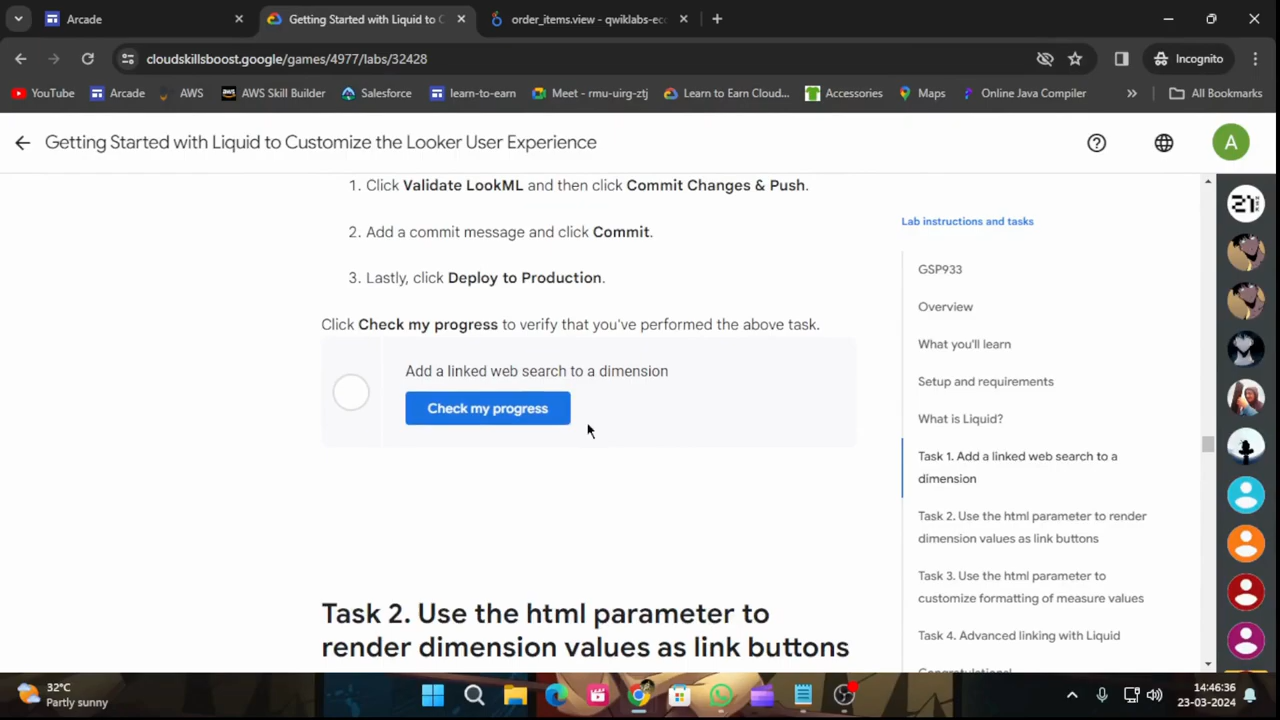 Arcade
Getting Started with Liquid to C
order_items.view - qwiklabs-ecc
cloudskillsboost.google/games/4977/labs/32428
Incognito
YouTube
Arcade
AWS
AWS Skill Builder
Salesforce
learn-to-earn
Meet - rmu-uirg-ztj
Learn to Earn Cloud...
Accessories
Maps
Online Java Compiler
All Bookmarks
Getting Started with Liquid to Customize the Looker User Experience
A
1. Click Validate LookML and then click Commit Changes & Push.
2. Add a commit message and click Commit.
3. Lastly, click Deploy to Production.
Click Check my progress to verify that you've performed the above task.
Add a linked web search to a dimension
Check my progress
Task 2. Use the html parameter to
render dimension values as link buttons
Lab instructions and tasks
GSP933
Overview
What you'll learn
Setup and requirements
What is Liquid?
Task 1. Add a linked web search to a
dimension
Task 2. Use the html parameter to render
dimension values as link buttons
Task 3. Use the html parameter to
customize formatting of measure values
Task 4. Advanced linking with Liquid
Congratulations!
32°C
Partly sunny
14:46:36
23-03-2024